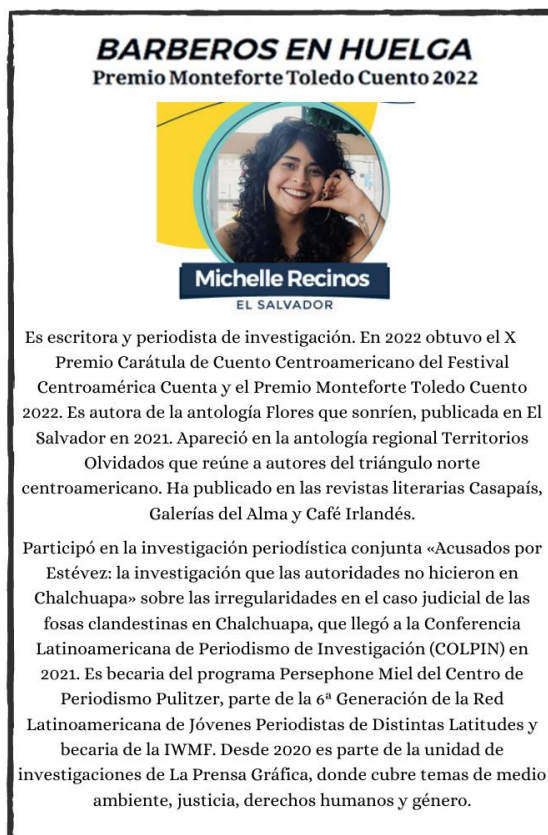 BARBEROS EN HUELGA
Premio Monteforte Toledo Cuento 2022
Michelle Recinos
EL SALVADOR
Es escritora y periodista de investigación. En 2022 obtuvo el X
Premio Carátula de Cuento Centroamericano del Festival
Centroamérica Cuenta y el Premio Monteforte Toledo Cuento
2022. Es autora de la antología Flores que sonríen, publicada en El
Salvador en 2021. Apareció en la antología regional Territorios
Olvidados que reúne a autores del triángulo norte
centroamericano. Ha publicado en las revistas literarias Casapaís,
Galerías del Alma y Café Irlandés.
Participó en la investigación periodística conjunta «Acusados por
Estévez: la investigación que las autoridades no hicieron en
Chalchuapa» sobre las irregularidades en el caso judicial de las
fosas clandestinas en Chalchuapa, que llegó a la Conferencia
Latinoamericana de Periodismo de Investigación (COLPIN) en
2021. Es becaria del programa Persephone Miel del Centro de
Periodismo Pulitzer, parte de la 6ª Generación de la Red
Latinoamericana de Jóvenes Periodistas de Distintas Latitudes y
becaria de la IWMF. Desde 2020 es parte de la unidad de
investigaciones de La Prensa Gráfica, donde cubre temas de medio
ambiente, justicia, derechos humanos y género.